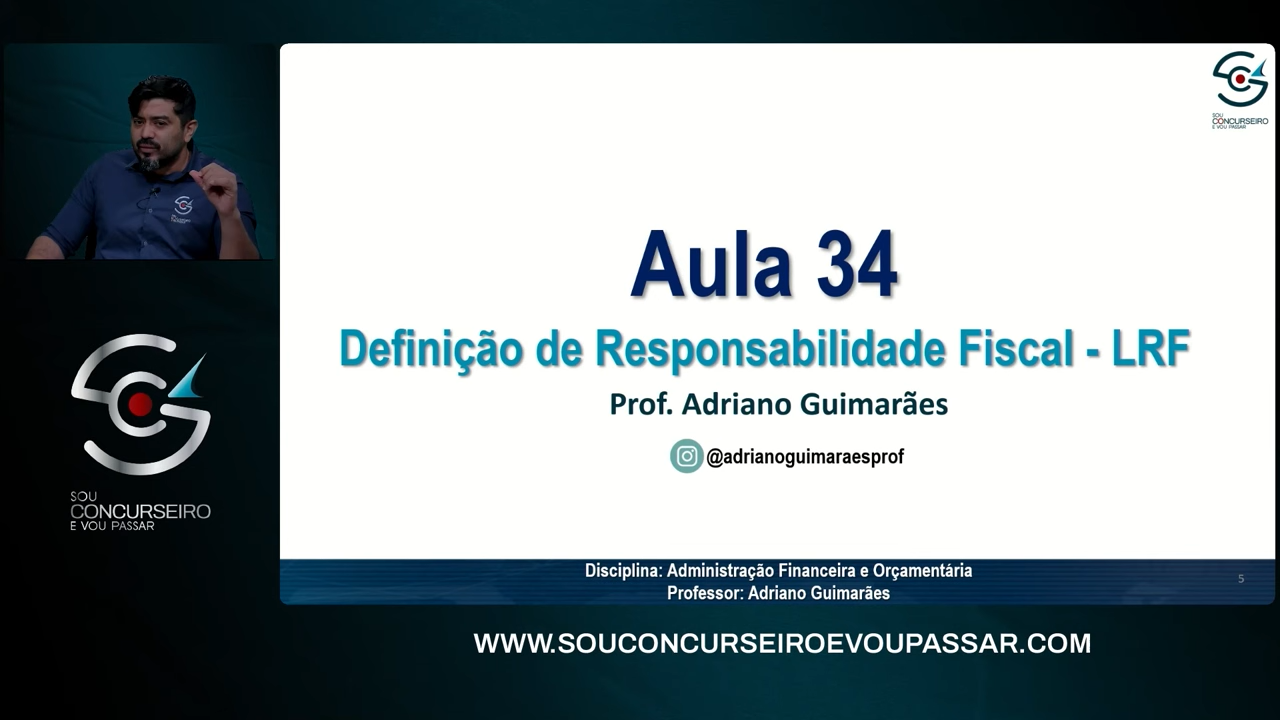 SOU
CONCURSEIRO
E VOU PASSAR
Aula 34
Definição de Responsabilidade Fiscal - LRF
Prof. Adriano Guimarães
@adrianoguimaraesprof
Disciplina: Administração Financeira e Orçamentária
Professor: Adriano Guimarães
5
SOU
CONCURSEIRO
E VOU PASSAR
WWW.SOUCONCURSEIROEVOUPASSAR.COM